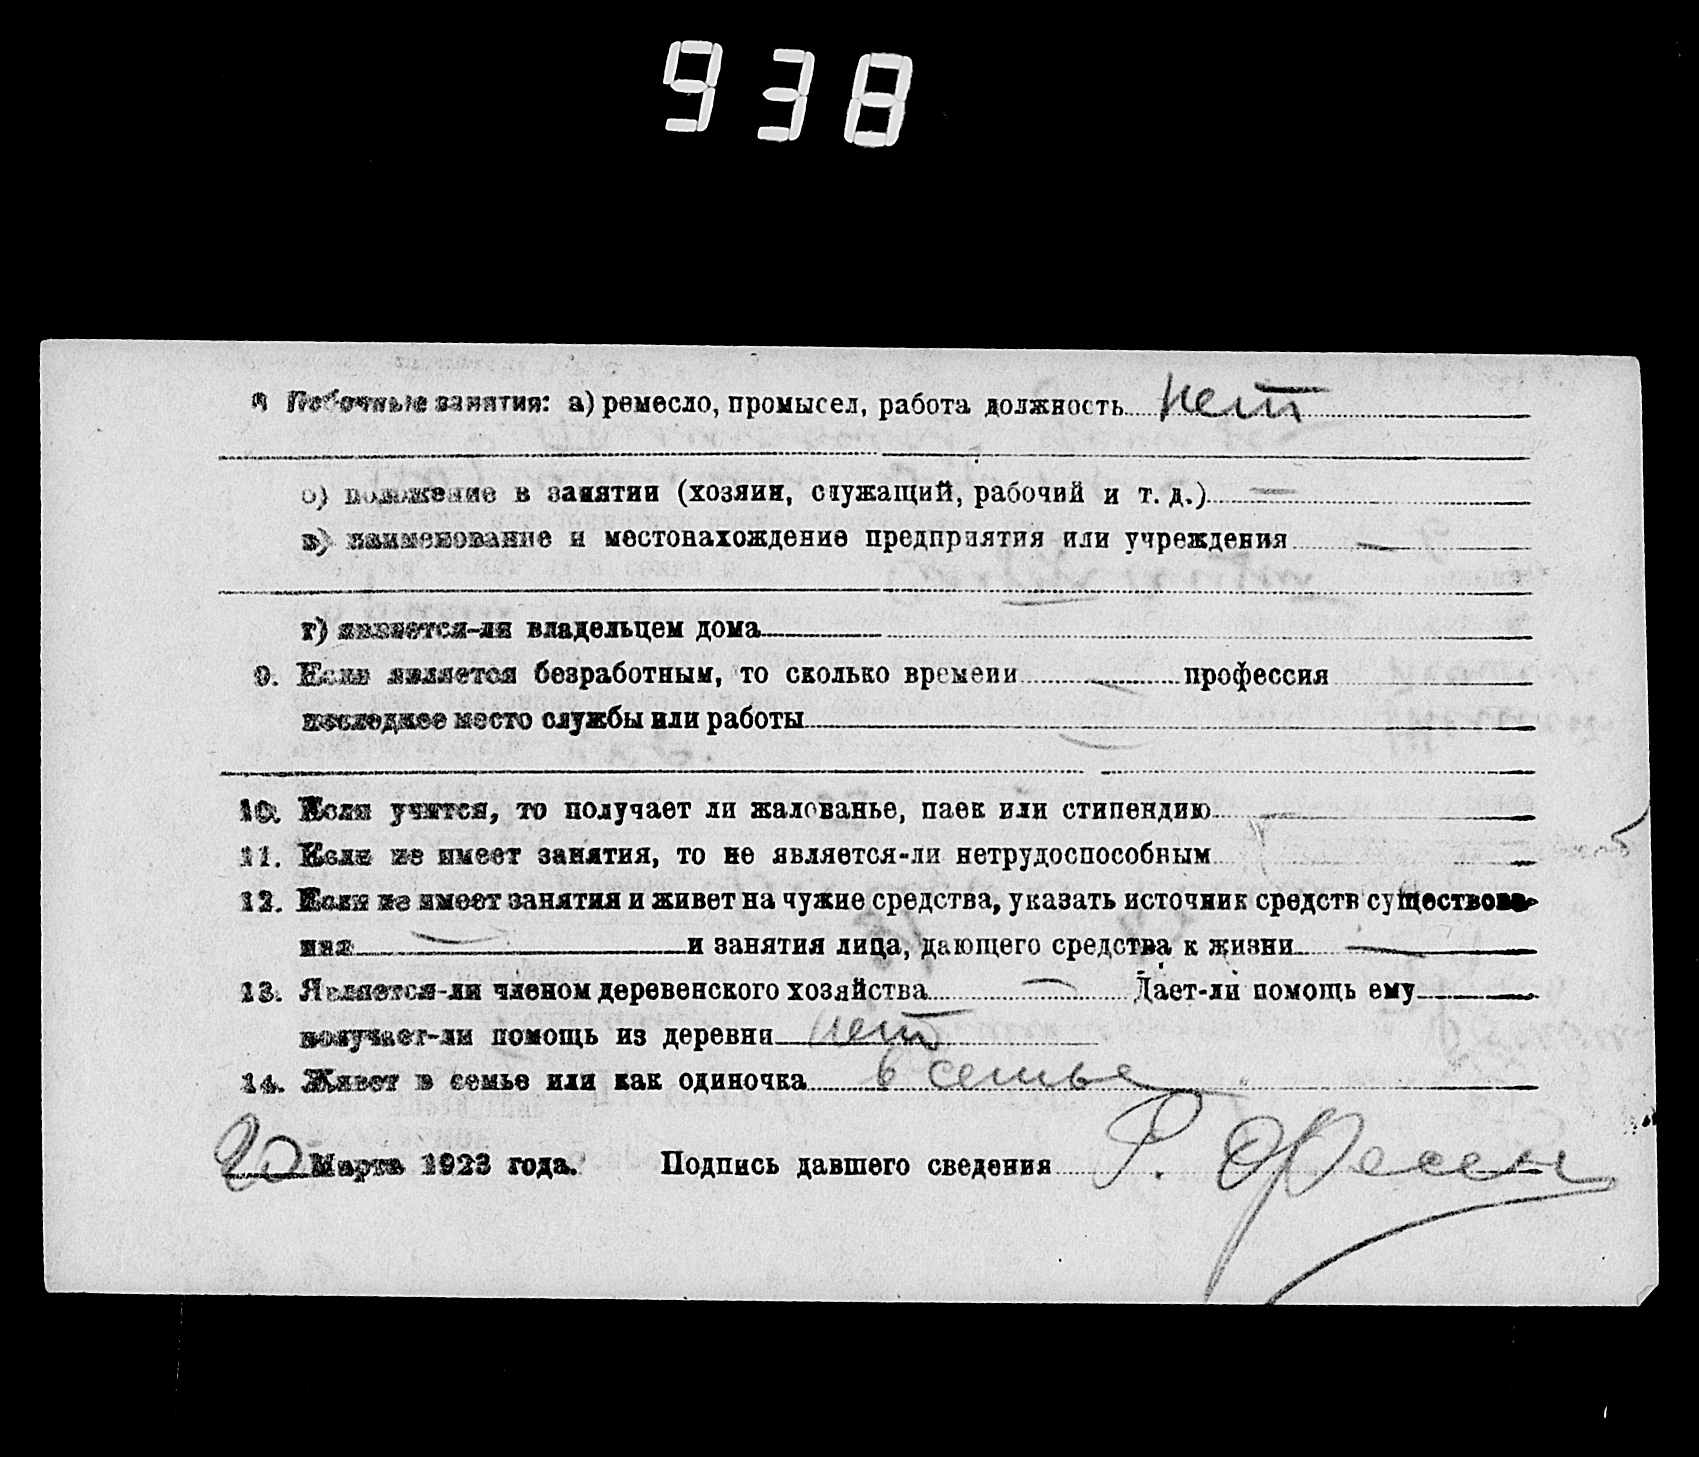 938
Побочные занятия: а) ремесло, промысел, работа должность нет
б) положение в занятии (хозяин, служащий, рабочий и т. д.) —
в) наименование и местонахождение предприятия или учреждения —
г) является-ли владельцем дома
9. Если является безработным, то сколько времени — профессия
последнее место службы или работы
10. Если учится, то получает ли жалованье, паек или стипендию —
11. Если не имеет занятия, то не является-ли нетрудоспособным
12. Если не имеет занятия и живет на чужие средства, указать источник средств существова-
ния — и занятия лица, дающего средства к жизни —
13. Является-ли членом деревенского хозяйства — Дает-ли помощь ему
получает-ли помощь из деревни нет
14. Живет в семье или как одиночка в семье
20 Марта 1923 года. Подпись давшего сведения